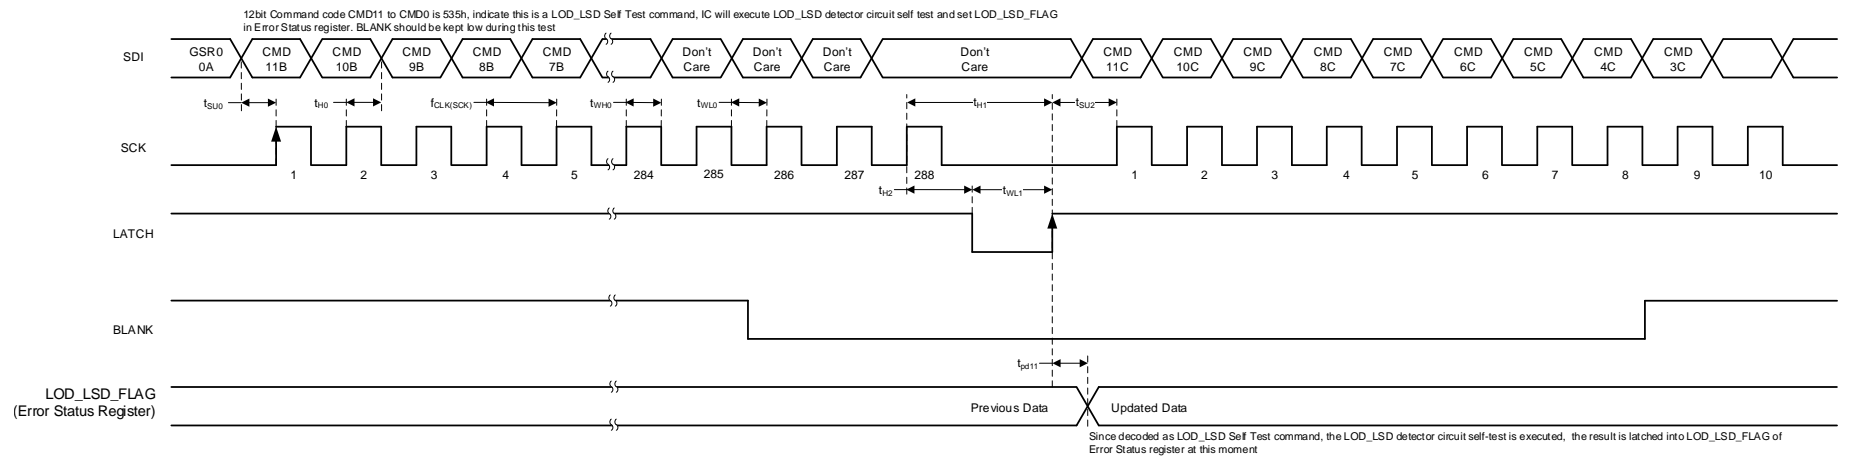 12bit Command code CMD11 to CMD0 is 535h, indicate this is a LOD_LSD Self Test command, IC will execute LOD_LSD detector circuit self test and set LOD_LSD_FLAG
in Error Status register. BLANK should be kept low during this test
SDI
GSR0 0A
CMD 11B
CMD 10B
CMD 9B
CMD 8B
CMD 7B
Don't Care
Don't Care
Don't Care
Don't Care
CMD 11C
CMD 10C
CMD 9C
CMD 8C
CMD 7C
CMD 6C
CMD 5C
CMD 4C
CMD 3C
tSU0
tH0
fCLK(SCK)
tWH0
tWL0
tH1
tSU2
SCK
1 2 3 4 5 284 285 286 287 288 1 2 3 4 5 6 7 8 9 10
tH2
tWL1
LATCH
BLANK
tpd11
LOD_LSD_FLAG
(Error Status Register)
Previous Data
Updated Data
Since decoded as LOD_LSD Self Test command, the LOD_LSD detector circuit self-test is executed, the result is latched into LOD_LSD_FLAG of
Error Status register at this moment